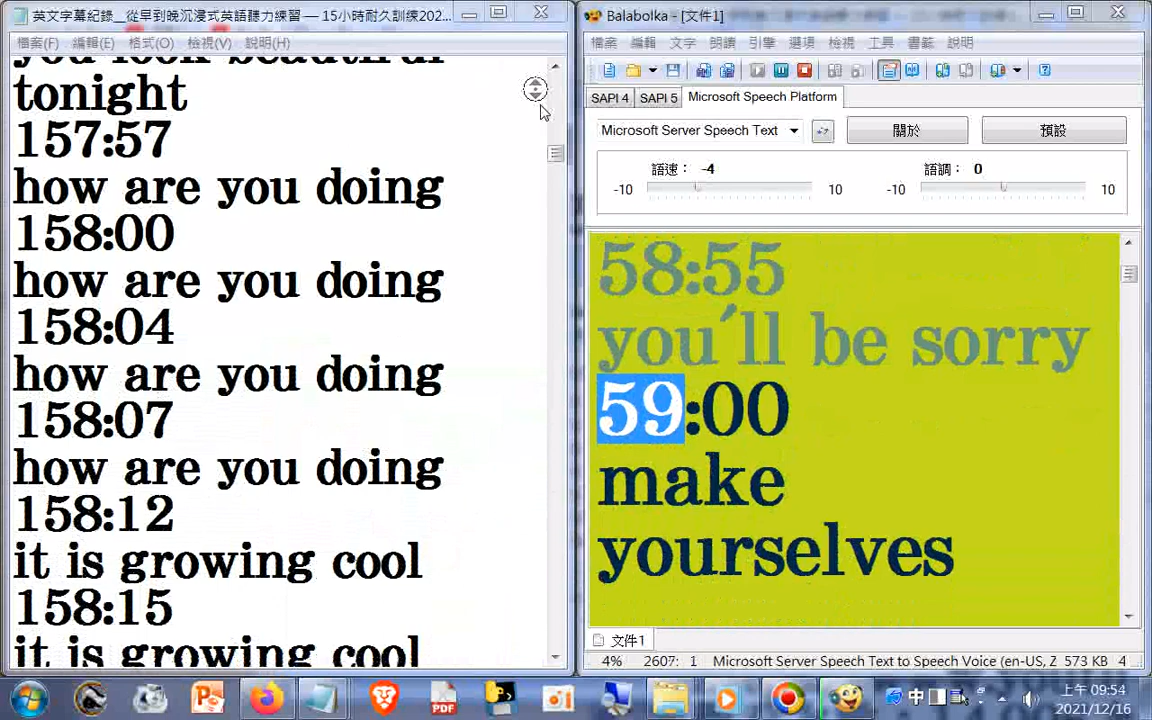 英文字幕紀錄__從早到晚沉浸式英語聽力練習 — 15小時耐久訓練202...
檔案(F) 編輯(E) 格式(O) 檢視(V) 說明(H)
you look beautiful
tonight
157:57
how are you doing
158:00
how are you doing
158:04
how are you doing
158:07
how are you doing
158:12
it is growing cool
158:15
it is growing cool
Balabolka - [文件1]
檔案 編輯 文字 朗讀 引擎 選項 檢視 工具 書籤 說明
SAPI 4 SAPI 5 Microsoft Speech Platform
Microsoft Server Speech Text 關於 預設
語速： -4 語調： 0
-10 10 -10 10
58:55
you´ll be sorry
59:00
make
yourselves
文件1
4% 2607: 1 Microsoft Server Speech Text to Speech Voice (en-US, Z 573 KB 4
PDF
中
上午 09:54
2021/12/16